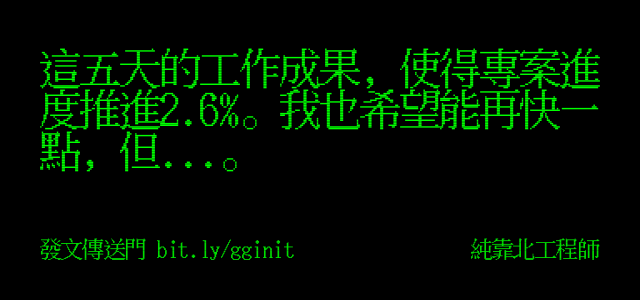 這五天的工作成果，使得專案進
度推進2.6%。我也希望能再快一
點，但...。
發文傳送門 bit.ly/gginit
純靠北工程師